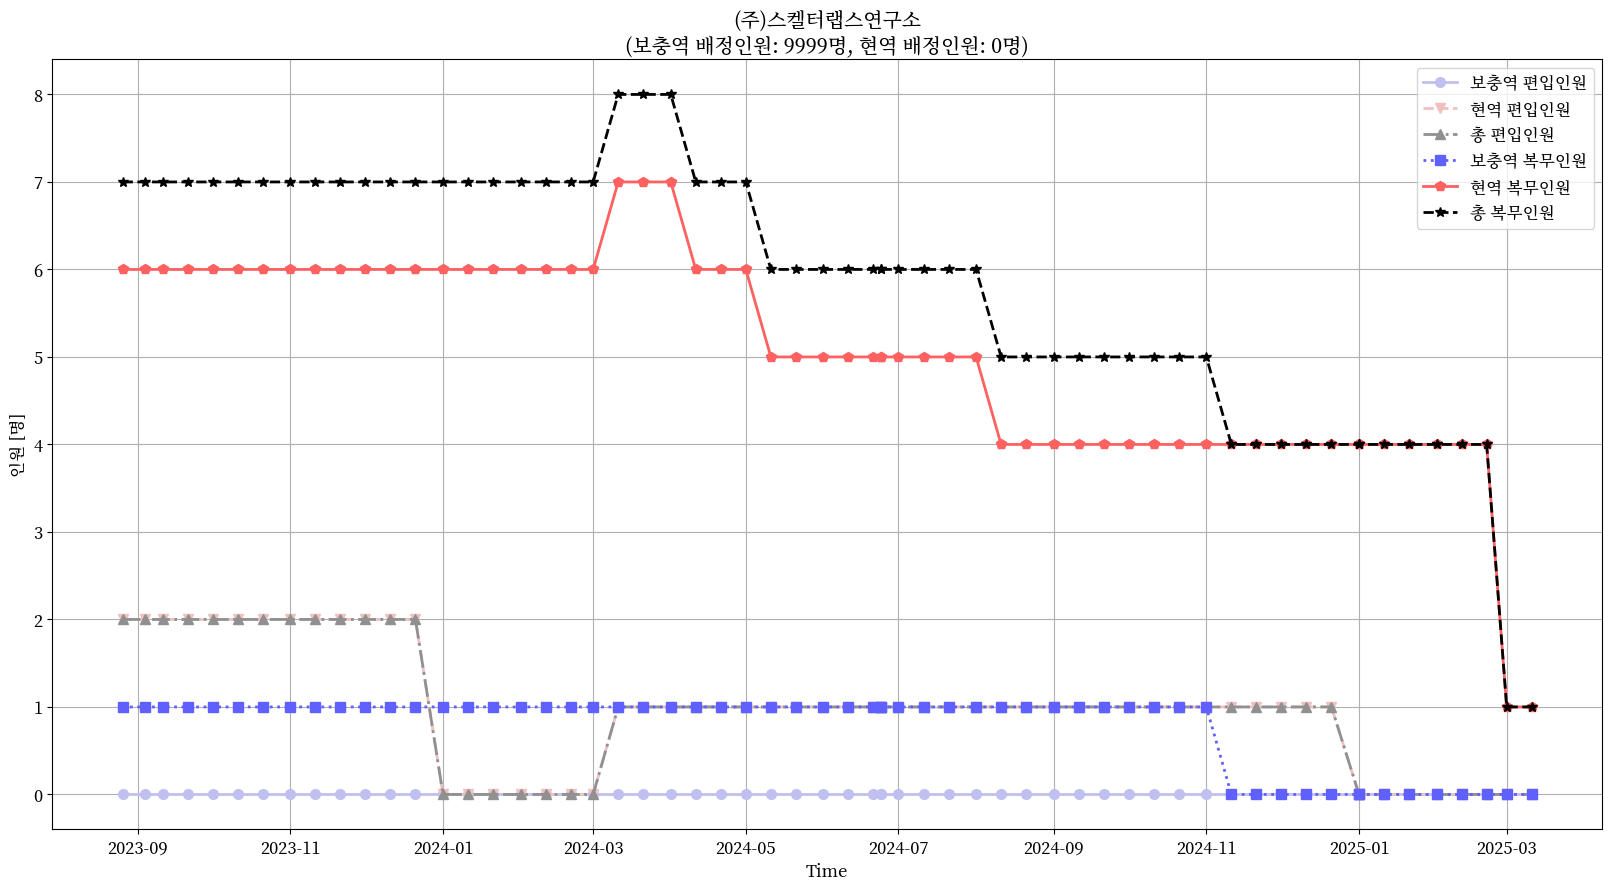 (주)스켈터랩스연구소
(보충역 배정인원: 9999명, 현역 배정인원: 0명)
보충역 편입인원
현역 편입인원
총 편입인원
보충역 복무인원
현역 복무인원
총 복무인원
인원 [명]
8
7
6
5
4
3
2
1
0
2023-09 2023-11 2024-01 2024-03 2024-05 2024-07 2024-09 2024-11 2025-01 2025-03
Time